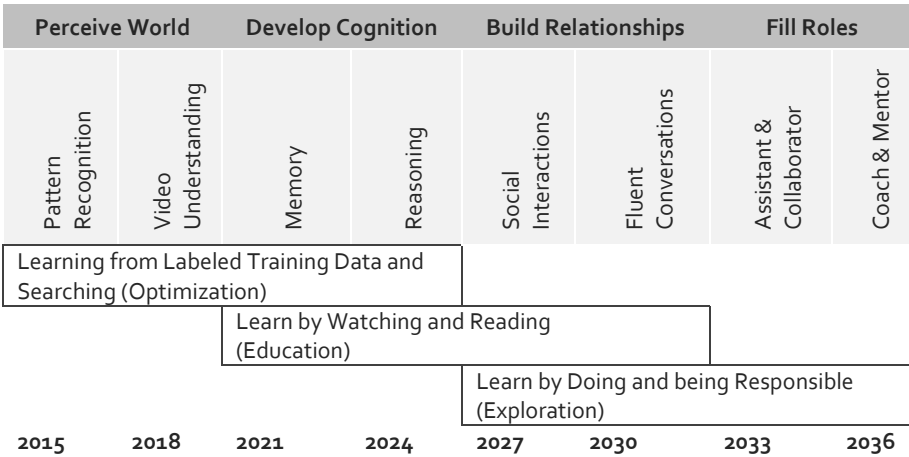 Perceive World Develop Cognition Build Relationships Fill Roles
Pattern
Recognition
Video
Understanding
Memory
Reasoning
Social
Interactions
Fluent
Conversations
Assistant &
Collaborator
Coach & Mentor
Learning from Labeled Training Data and
Searching (Optimization)
Learn by Watching and Reading
(Education)
Learn by Doing and being Responsible
(Exploration)
2015 2018 2021 2024 2027 2030 2033 2036